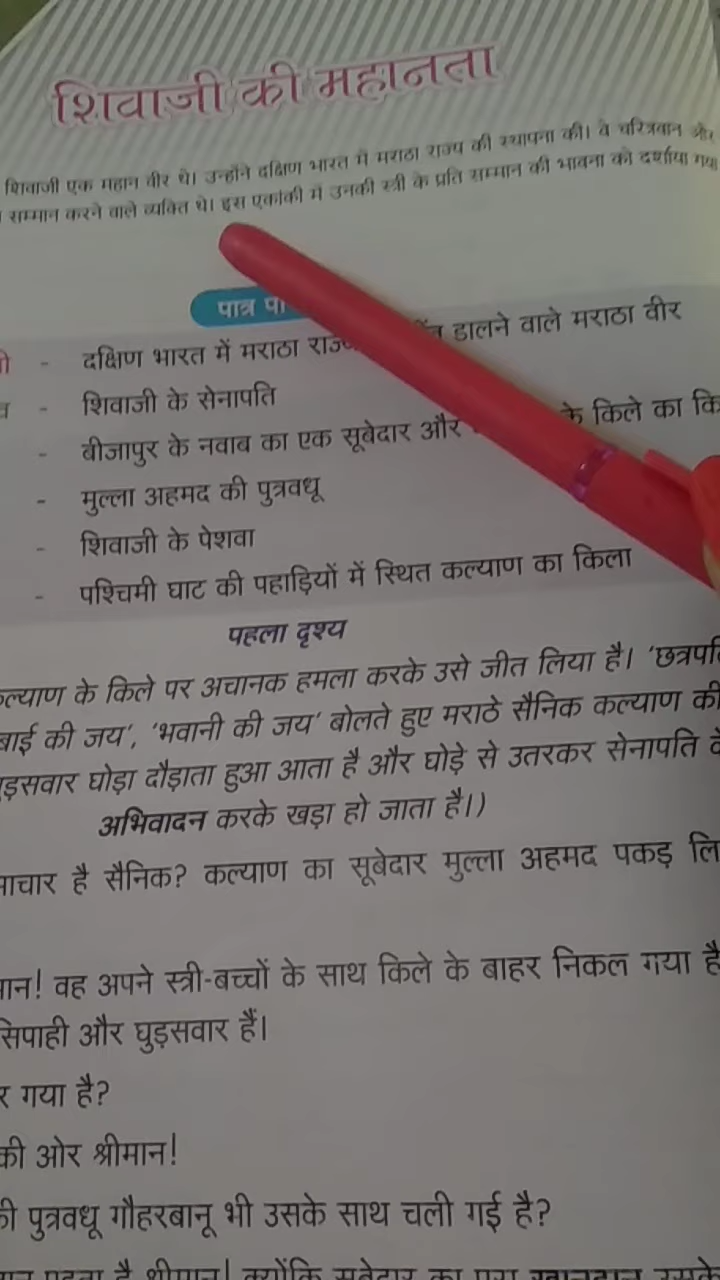 शिवाजी की महानता
शिवाजी एक महान वीर थे। उन्होंने दक्षिण भारत में मराठा राज्य की स्थापना की। वे चरित्रवान और
सम्मान करने वाले व्यक्ति थे। इस एकांकी में उनकी स्त्री के प्रति सम्मान की भावना को दर्शाया गया
पात्र
- दक्षिण भारत में मराठा डालने वाले मराठा वीर
- शिवाजी के सेनापति
- बीजापुर के नवाब का एक सूबेदार और के किले का
- मुल्ला अहमद की पुत्रवधू
- शिवाजी के पेशवा
- पश्चिमी घाट की पहाड़ियों में स्थित कल्याण का किला
पहला दृश्य
के किले पर अचानक हमला करके उसे जीत लिया है।
की जय', 'भवानी की जय' बोलते हुए मराठे सैनिक कल्याण की
घोड़ा दौड़ाता हुआ आता है और घोड़े से उतरकर सेनापति
अभिवादन करके खड़ा हो जाता है।)
है सैनिक? कल्याण का सूबेदार मुल्ला अहमद पकड़
वह अपने स्त्री-बच्चों के साथ किले के बाहर निकल गया है
सिपाही और घुड़सवार हैं।
गया है?
की ओर श्रीमान!
पुत्रवधू गौहरबानू भी उसके साथ चली गई है?
है श्रीमान! क्योंकि सूबेदार का पूरा खानदान उसके